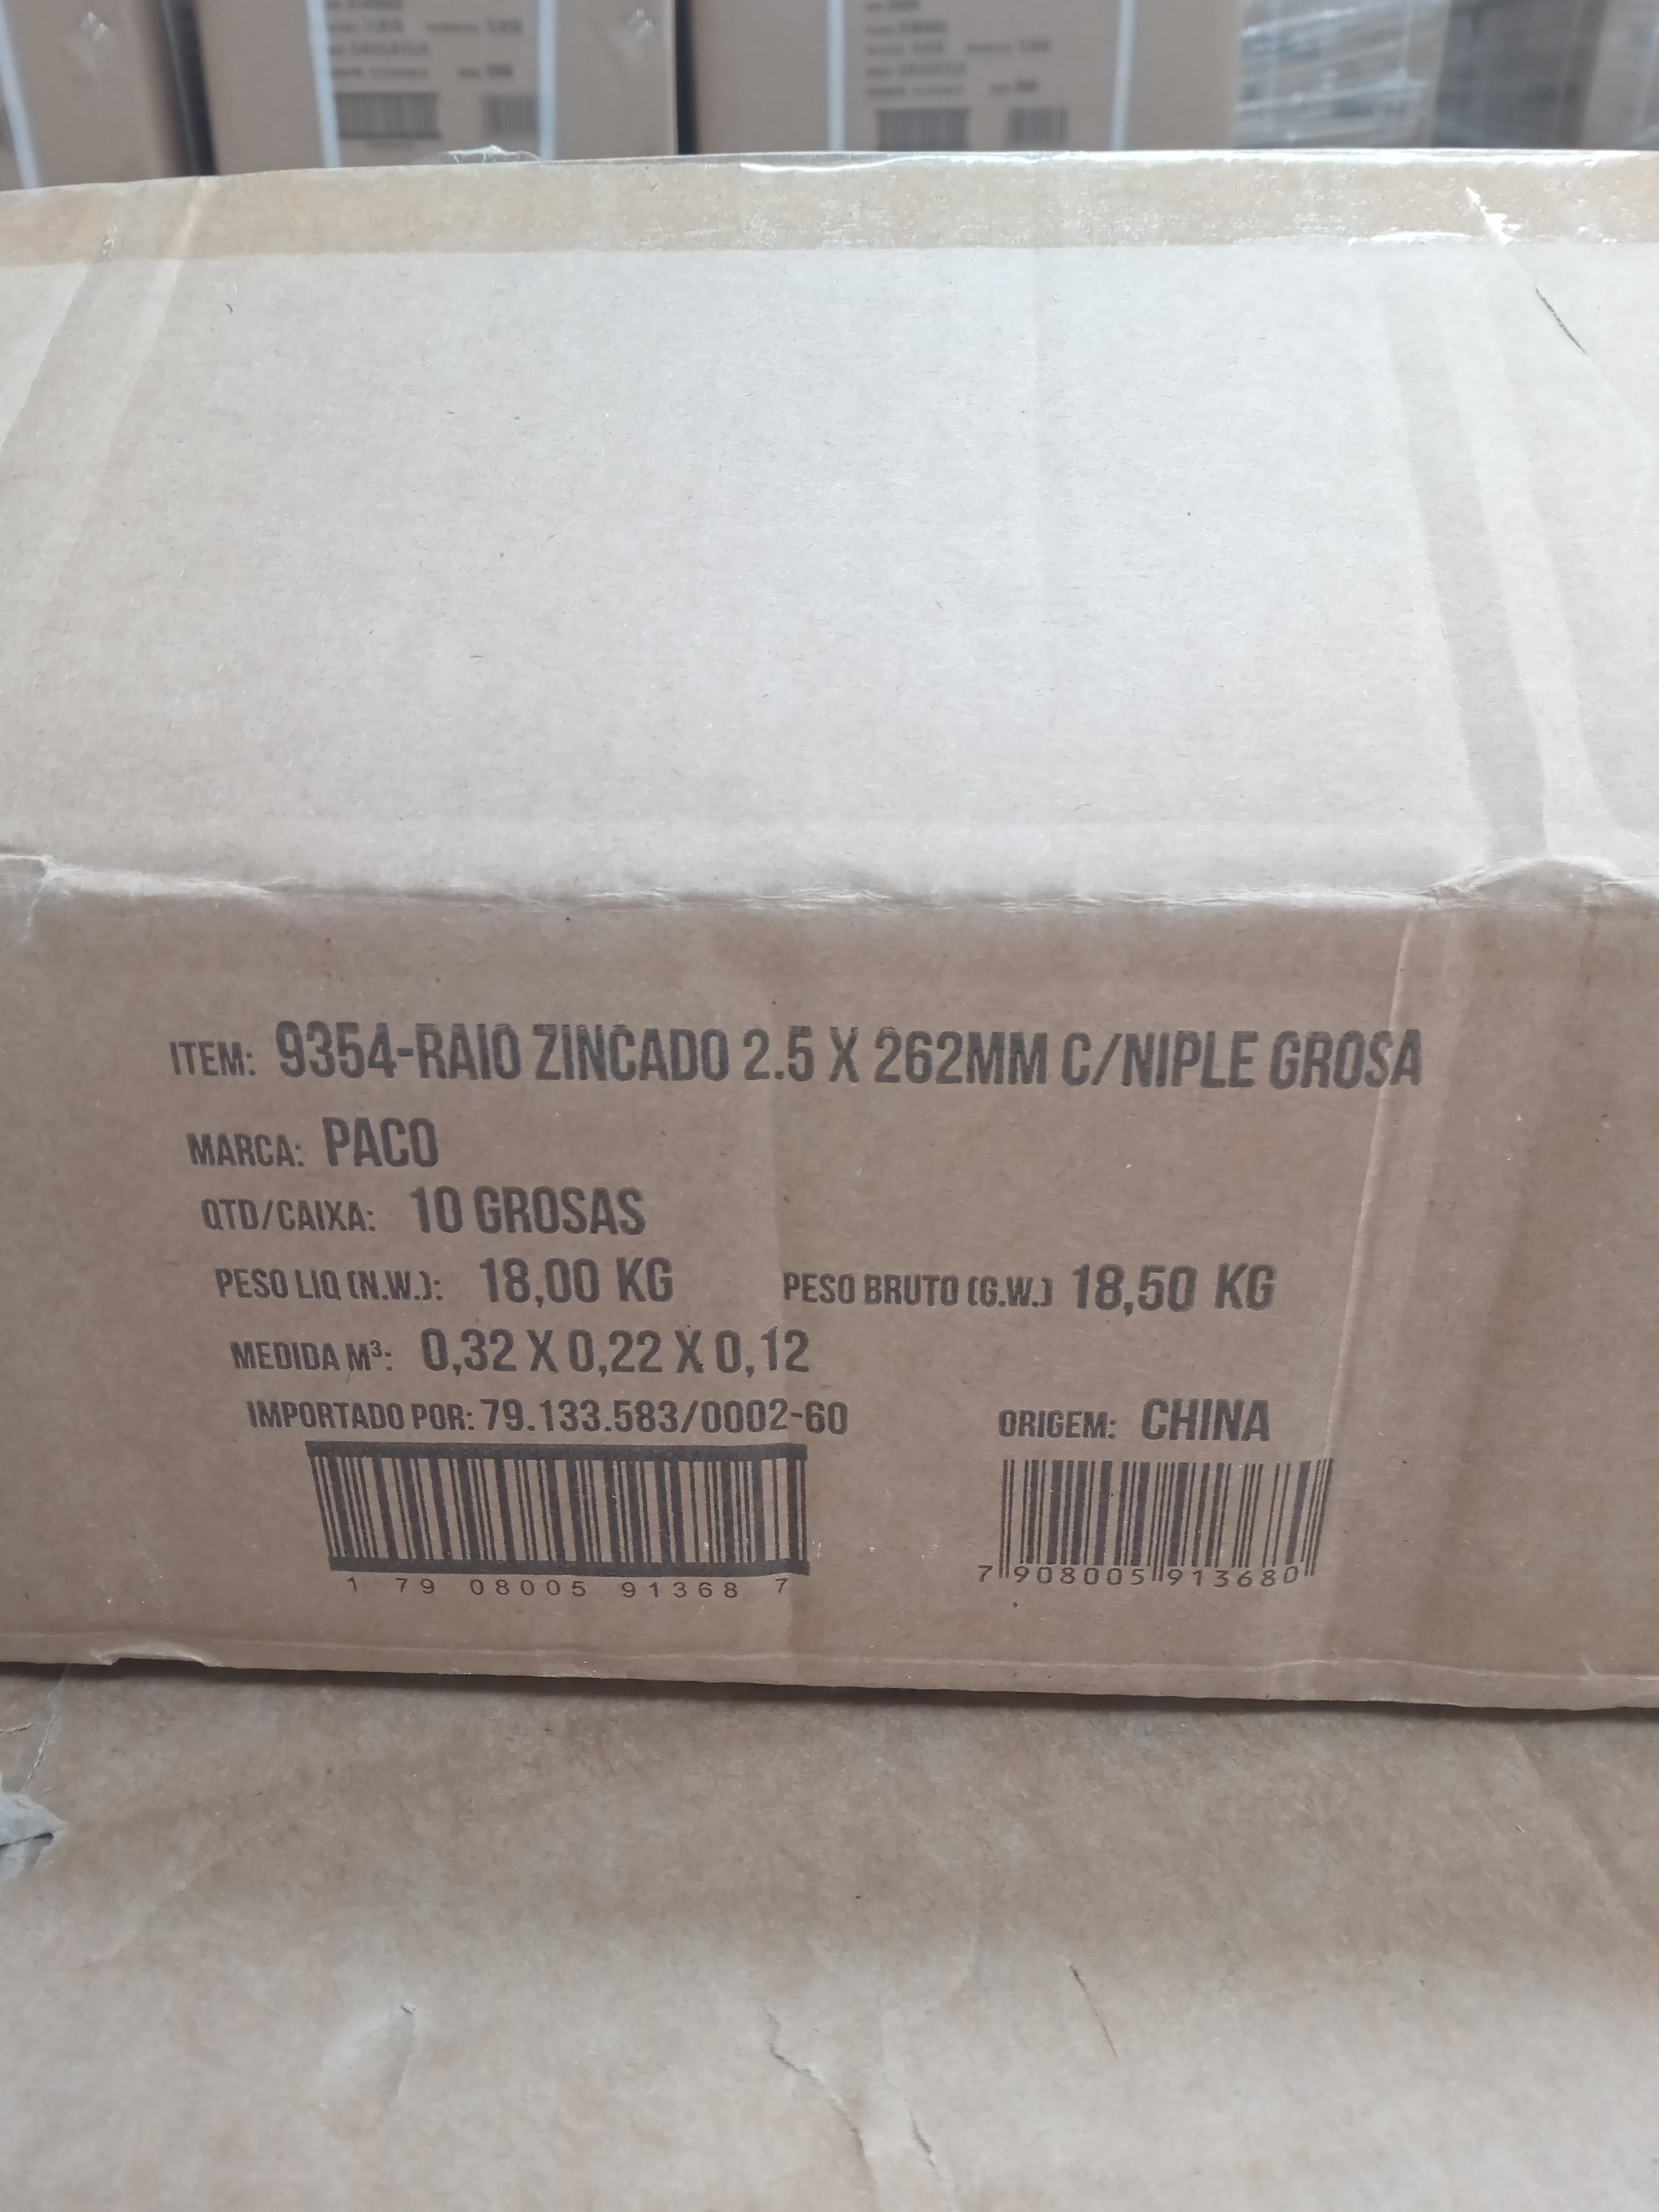 ITEM: 9354-RAIO ZINCADO 2.5 X 262MM C/NIPLE GROSA
MARCA: PACO
QTD/CAIXA: 10 GROSAS
PESO LIQ (N.W.): 18,00 KG PESO BRUTO (G.W.) 18,50 KG
MEDIDA M³: 0,32 X 0,22 X 0,12
IMPORTADO POR: 79.133.583/0002-60 ORIGEM: CHINA
1 79 08005 91368 7 7 908005 913680